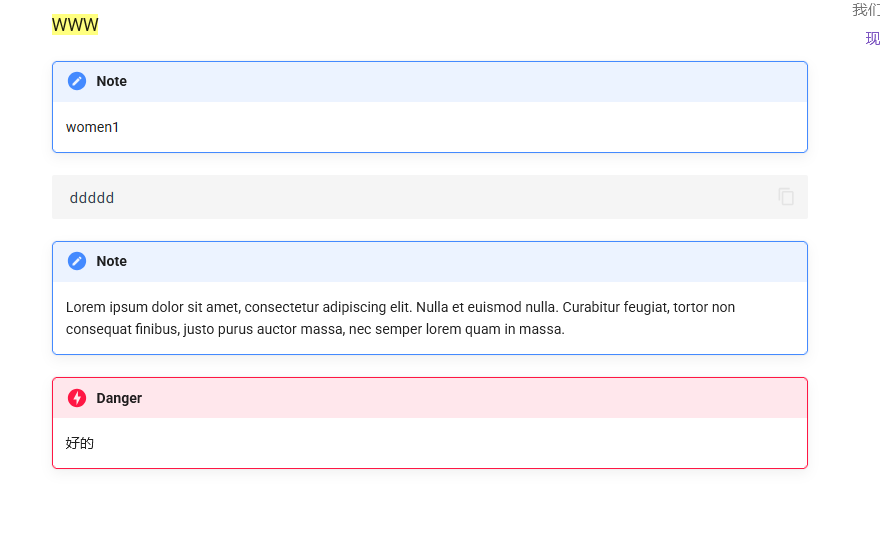 WWW
我们
现
Note
women1
ddddd
Note
Lorem ipsum dolor sit amet, consectetur adipiscing elit. Nulla et euismod nulla. Curabitur feugiat, tortor non
consequat finibus, justo purus auctor massa, nec semper lorem quam in massa.
Danger
好的